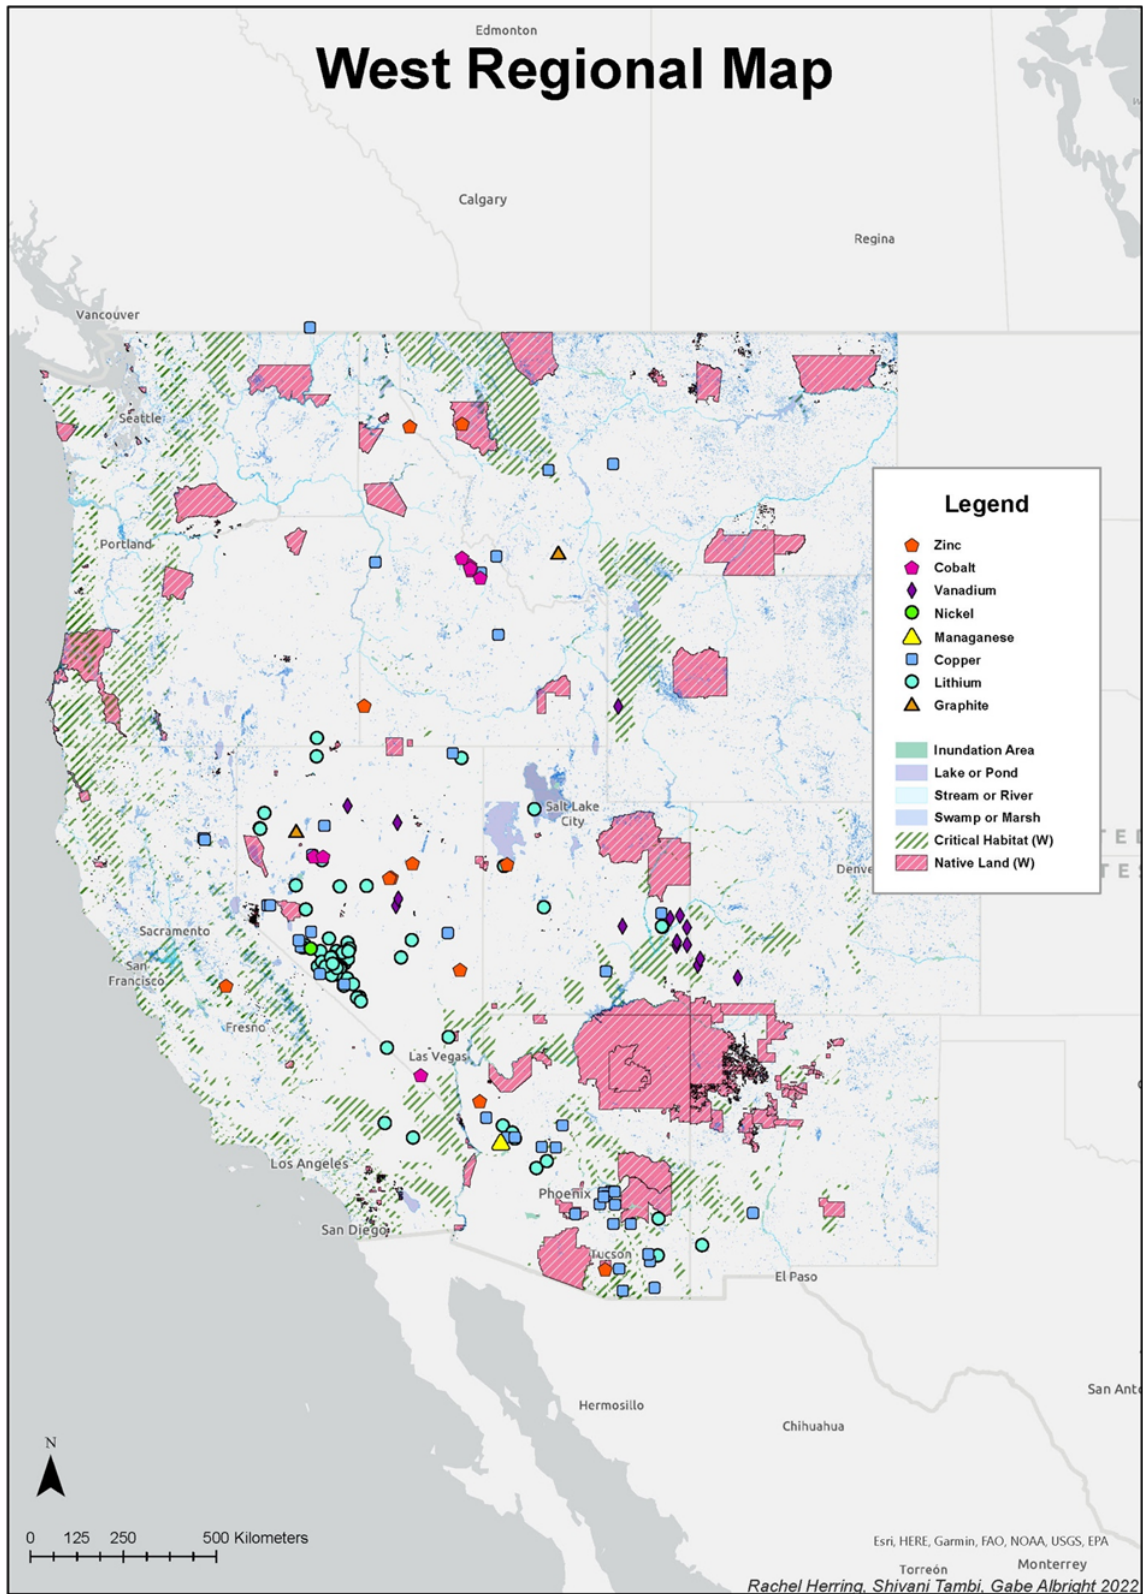 Edmonton
West Regional Map
Calgary
Regina
Vancouver
Seattle
Portland
Legend
Zinc
Cobalt
Vanadium
Nickel
Managanese
Copper
Lithium
Graphite
Inundation Area
Lake or Pond
Stream or River
Swamp or Marsh
Critical Habitat (W)
Native Land (W)
Salt Lake
City
Denve
Sacramento
San
Francisco
Fresno
Las Vegas
Los Angeles
Phoenix
San Diego
Tucson
El Paso
San Anto
Hermosillo
Chihuahua
N
0 125 250 500 Kilometers
Esri, HERE, Garmin, FAO, NOAA, USGS, EPA
Torreón
Monterrey
Rachel Herring, Shivani Tambi, Gabe Albright 2022